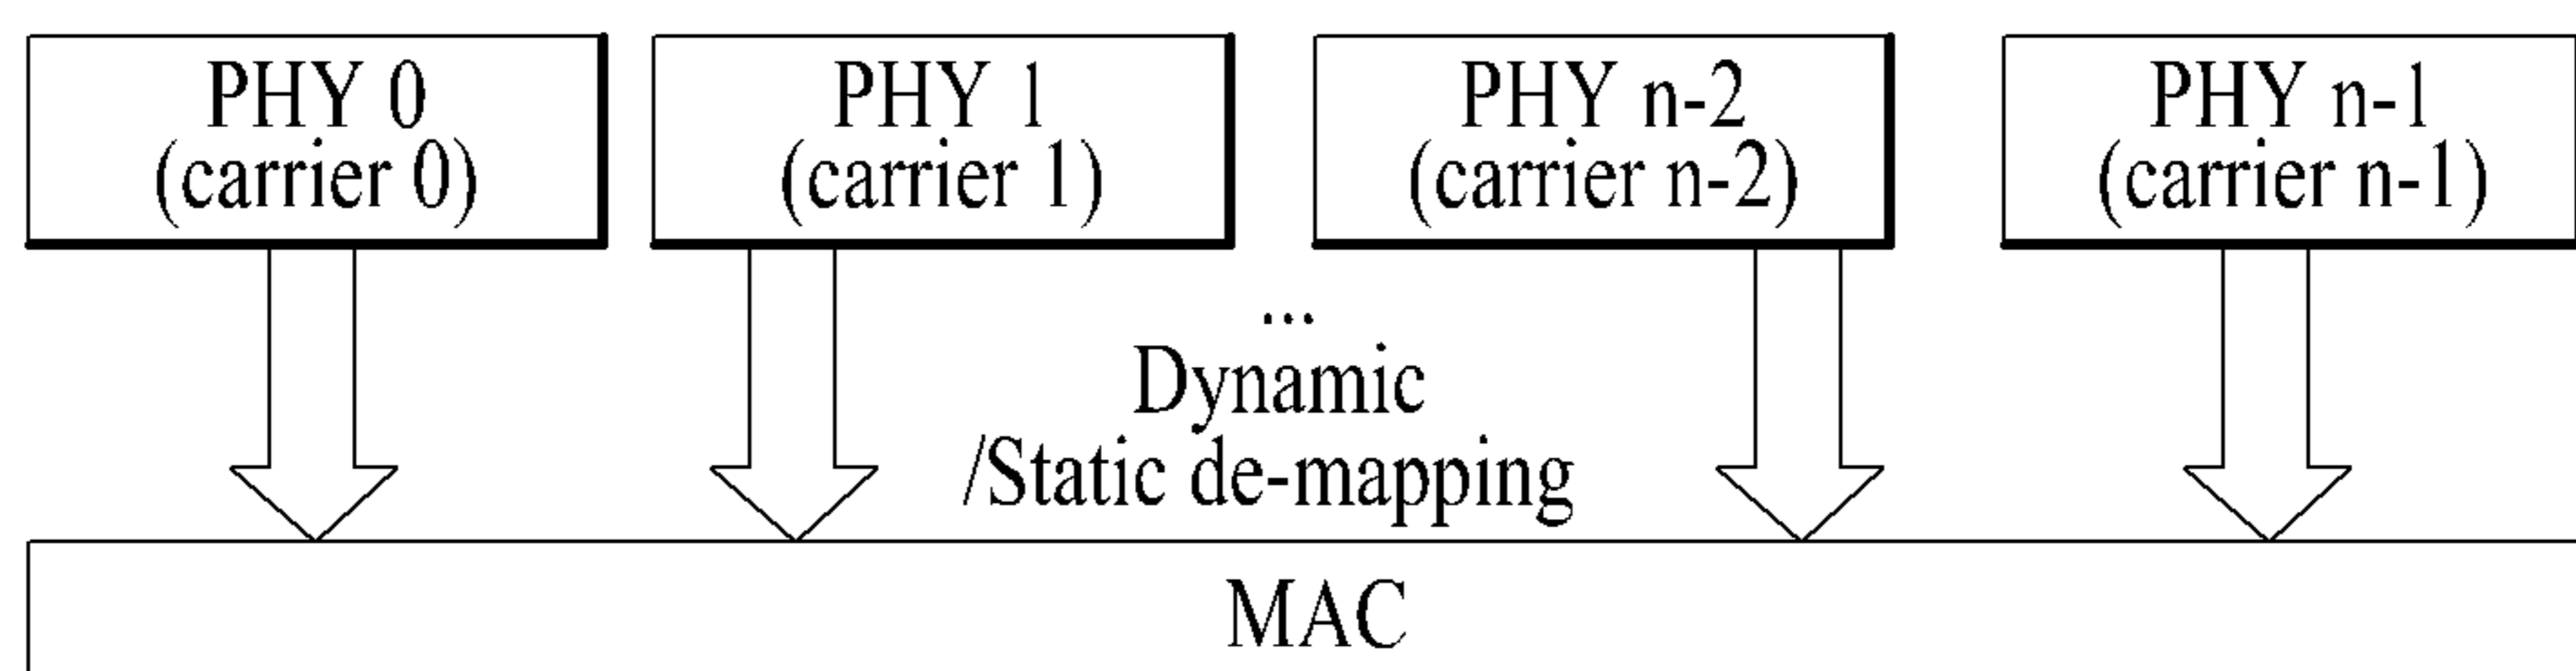 PHY 0
(carrier 0)
PHY 1
(carrier 1)
PHY n-2
(carrier n-2)
PHY n-1
(carrier n-1)
...
Dynamic
/Static de-mapping
MAC